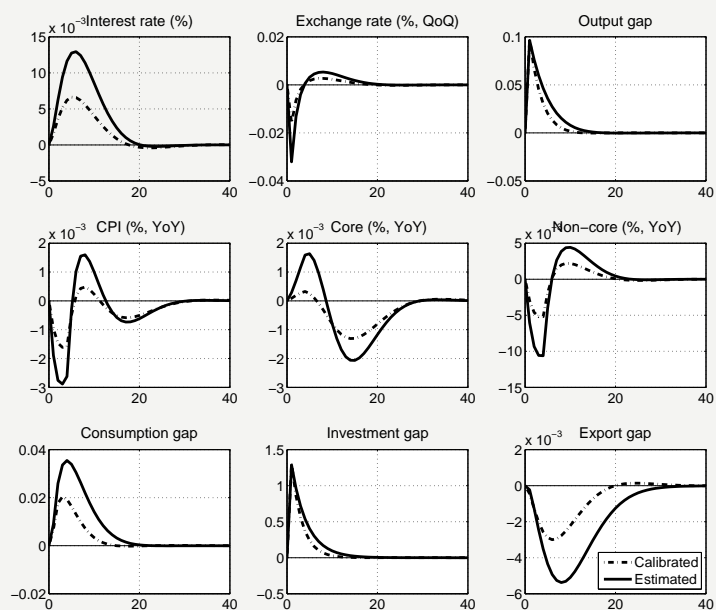 x 10⁻³ Interest rate (%)
15
10
5
0
−5
0 20 40
Exchange rate (%, QoQ)
0.02
0
−0.02
−0.04
0 20 40
Output gap
0.1
0.05
0
−0.05
0 20 40
x 10⁻³ CPI (%, YoY)
2
1
0
−1
−2
−3
0 20 40
x 10⁻³ Core (%, YoY)
2
1
0
−1
−2
−3
0 20 40
x 10⁻³ Non−core (%, YoY)
5
0
−5
−10
−15
0 20 40
Consumption gap
0.04
0.02
0
−0.02
0 20 40
Investment gap
1.5
1
0.5
0
−0.5
0 20 40
x 10⁻³ Export gap
2
0
−2
−4
−6
0 20 40
Calibrated
Estimated